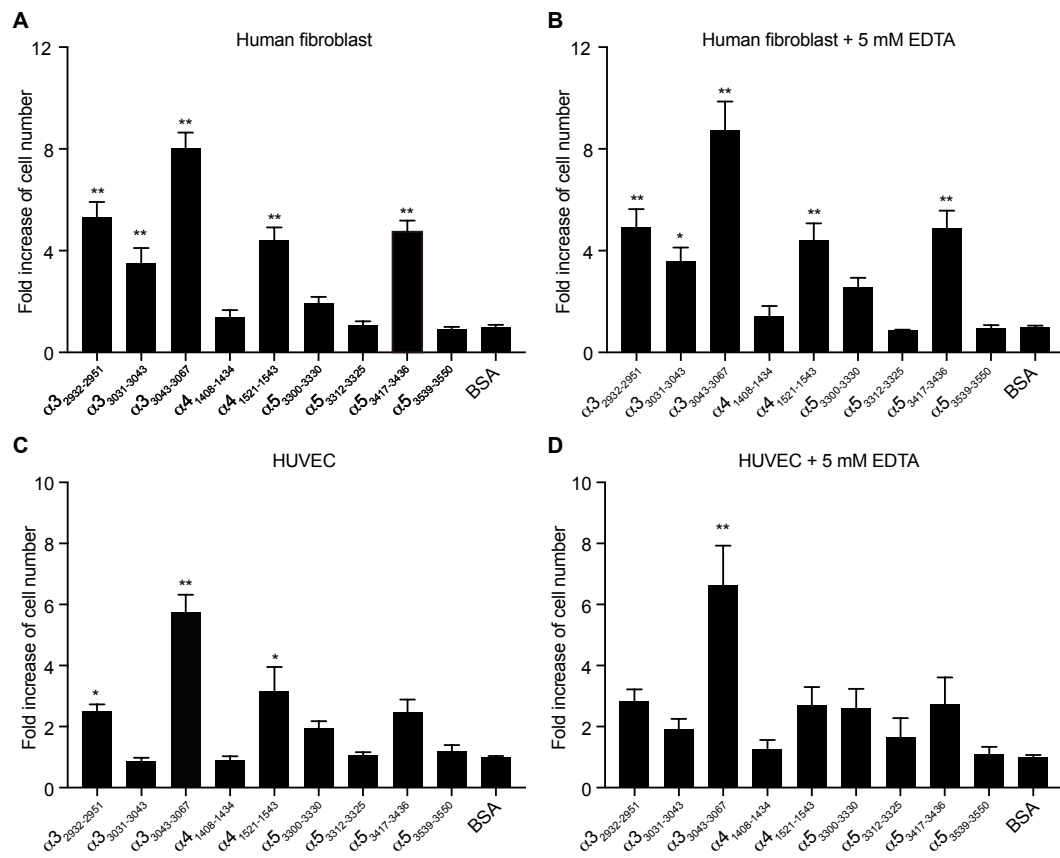 A
Human fibroblast
Fold increase of cell number
12
8
4
0
**
**
**
**
**
α3 2932-2951
α3 3031-3043
α3 3043-3067
α4 1408-1434
α4 1521-1543
α5 3300-3330
α5 3312-3325
α5 3417-3436
α5 3539-3550
BSA
B
Human fibroblast + 5 mM EDTA
Fold increase of cell number
12
8
4
0
**
*
**
**
**
α3 2932-2951
α3 3031-3043
α3 3043-3067
α4 1408-1434
α4 1521-1543
α5 3300-3330
α5 3312-3325
α5 3417-3436
α5 3539-3550
BSA
C
HUVEC
Fold increase of cell number
10
8
6
4
2
0
*
**
*
α3 2932-2951
α3 3031-3043
α3 3043-3067
α4 1408-1434
α4 1521-1543
α5 3300-3330
α5 3312-3325
α5 3417-3436
α5 3539-3550
BSA
D
HUVEC + 5 mM EDTA
Fold increase of cell number
10
8
6
4
2
0
**
α3 2932-2951
α3 3031-3043
α3 3043-3067
α4 1408-1434
α4 1521-1543
α5 3300-3330
α5 3312-3325
α5 3417-3436
α5 3539-3550
BSA